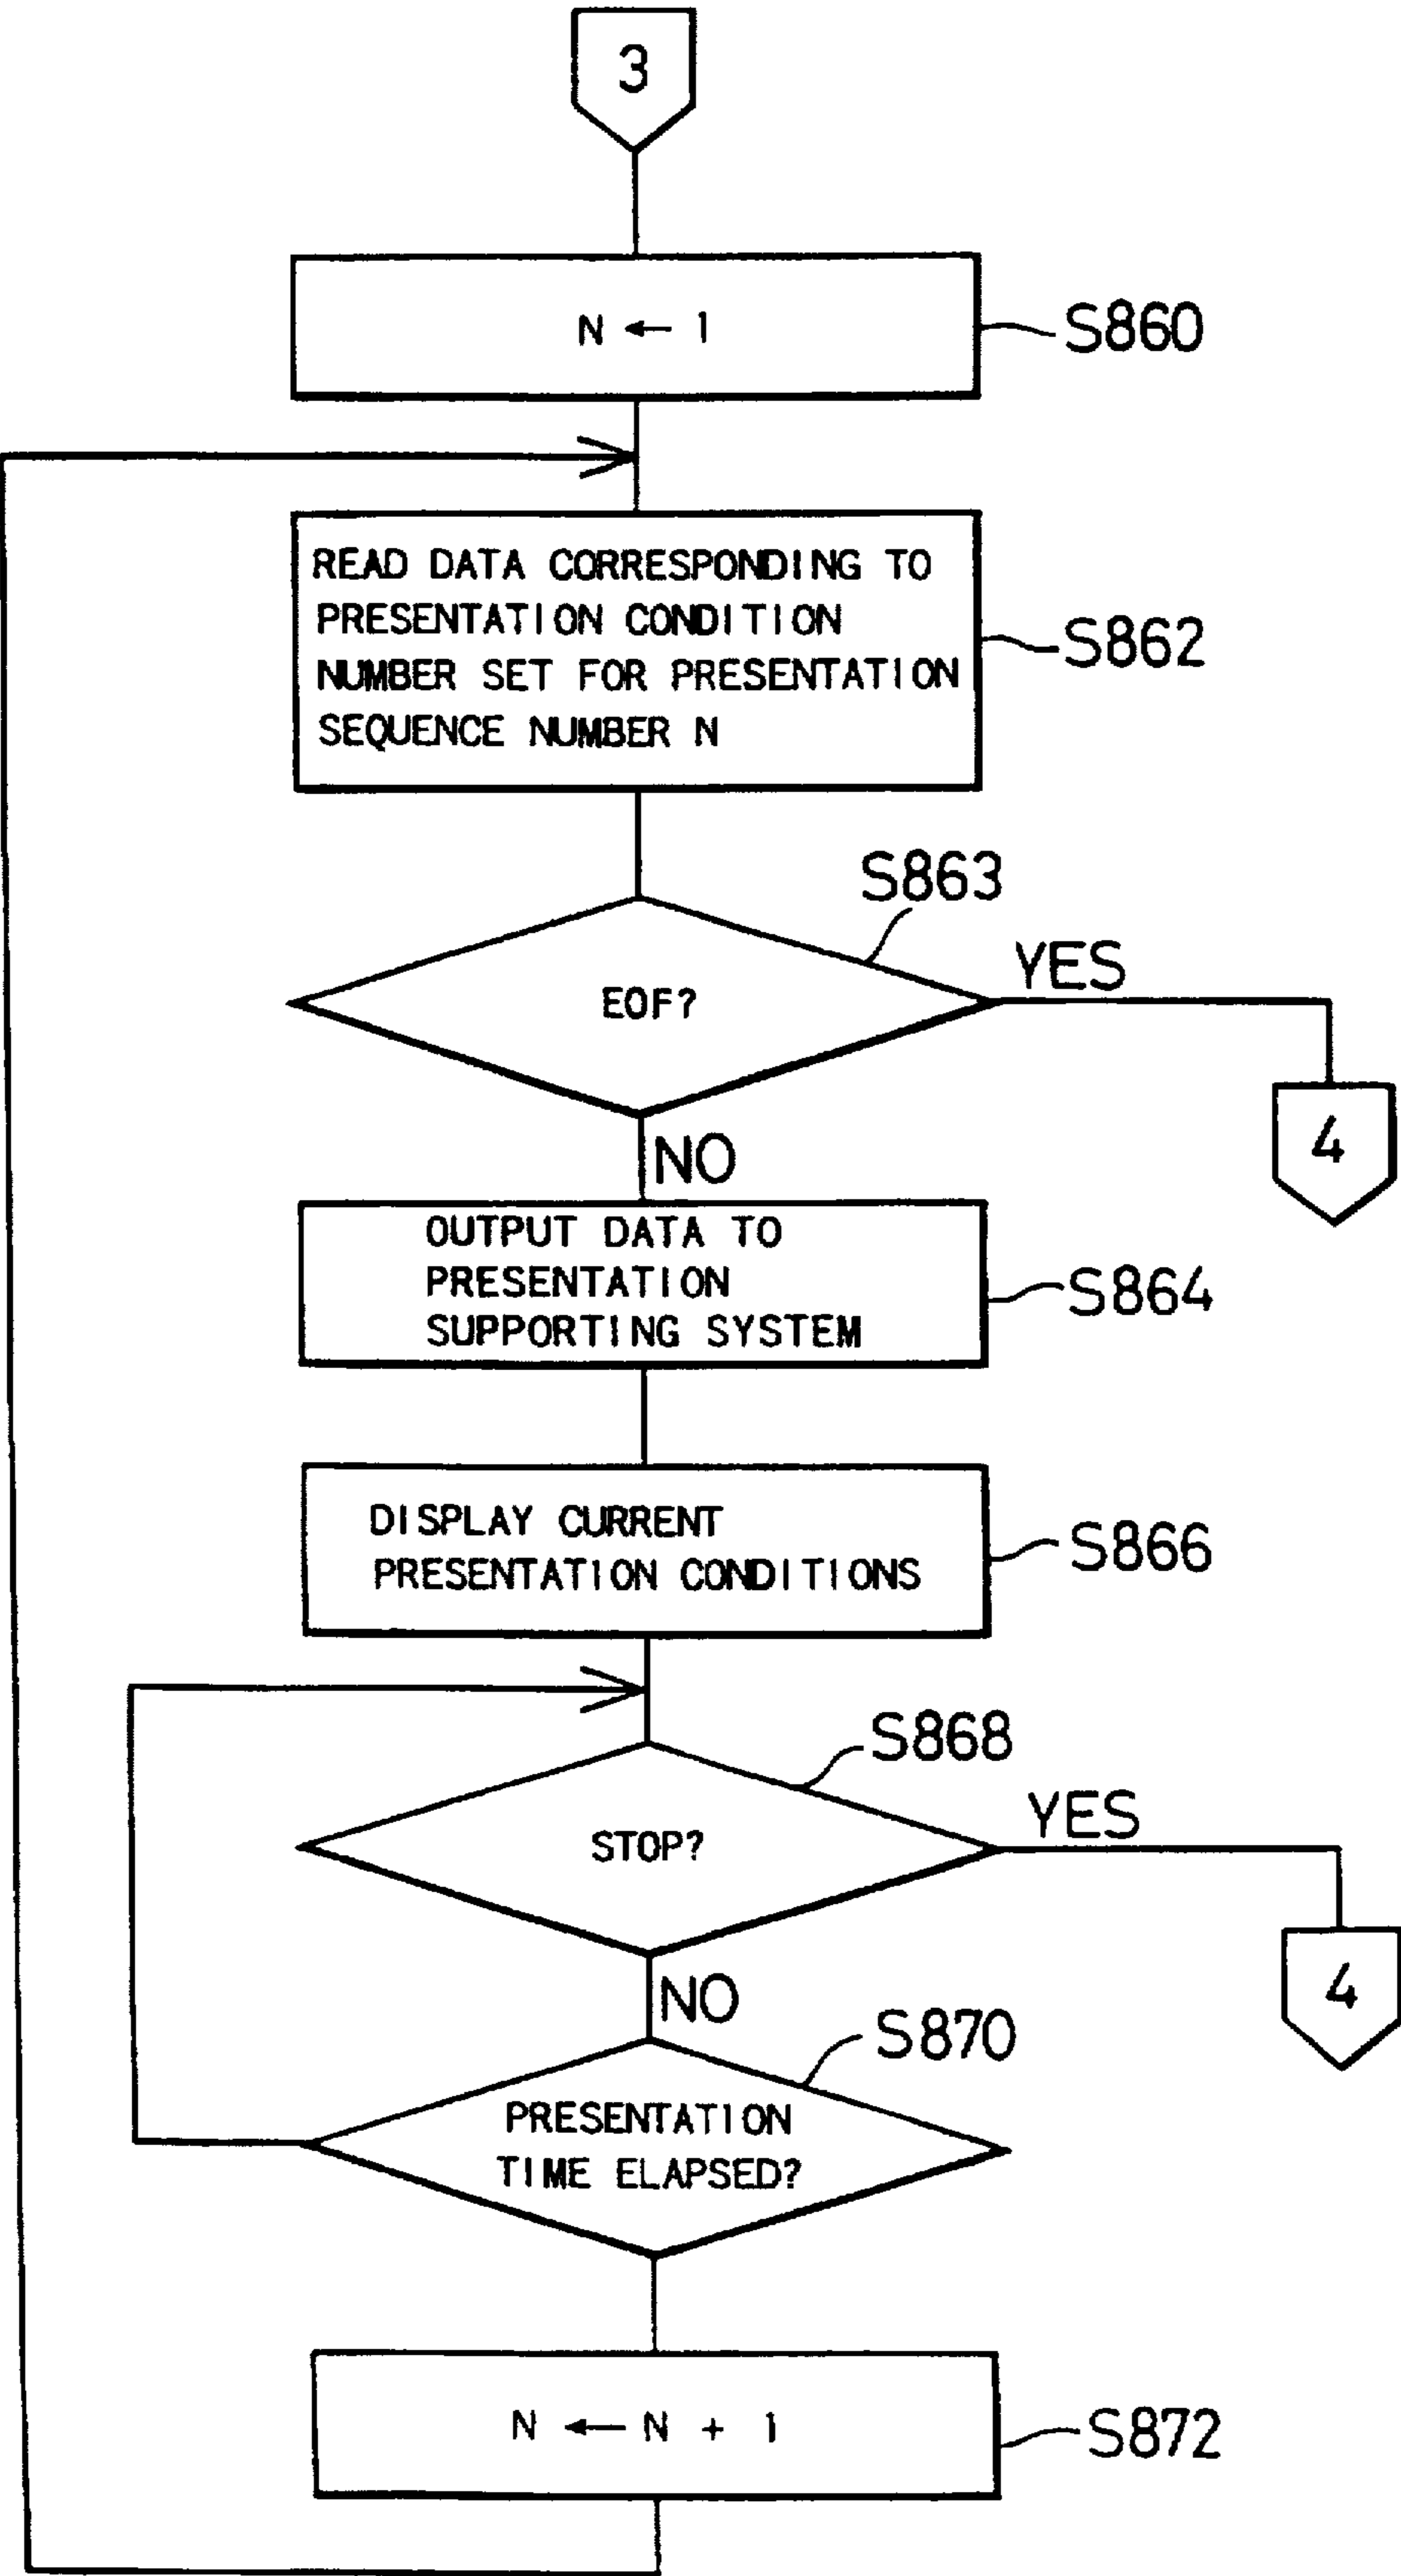 3
N ← 1
S860
READ DATA CORRESPONDING TO
PRESENTATION CONDITION
NUMBER SET FOR PRESENTATION
SEQUENCE NUMBER N
S862
S863
EOF?
YES
4
NO
OUTPUT DATA TO
PRESENTATION
SUPPORTING SYSTEM
S864
DISPLAY CURRENT
PRESENTATION CONDITIONS
S866
S868
STOP?
YES
4
NO
S870
PRESENTATION
TIME ELAPSED?
N ← N + 1
S872